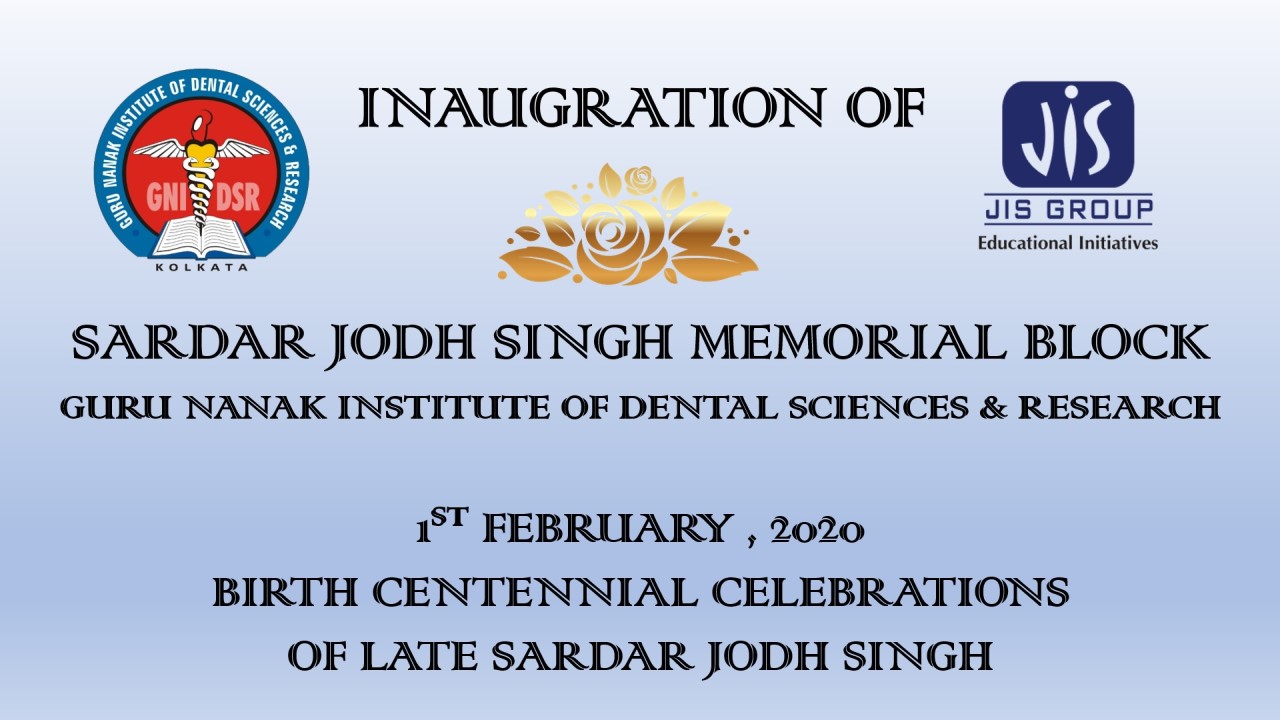 GURU NANAK INSTITUTE OF DENTAL SCIENCES & RESEARCH
GNI DSR
KOLKATA
INAUGRATION OF
JIS
JIS GROUP
Educational Initiatives
SARDAR JODH SINGH MEMORIAL BLOCK
GURU NANAK INSTITUTE OF DENTAL SCIENCES & RESEARCH
1ST FEBRUARY , 2020
BIRTH CENTENNIAL CELEBRATIONS
OF LATE SARDAR JODH SINGH